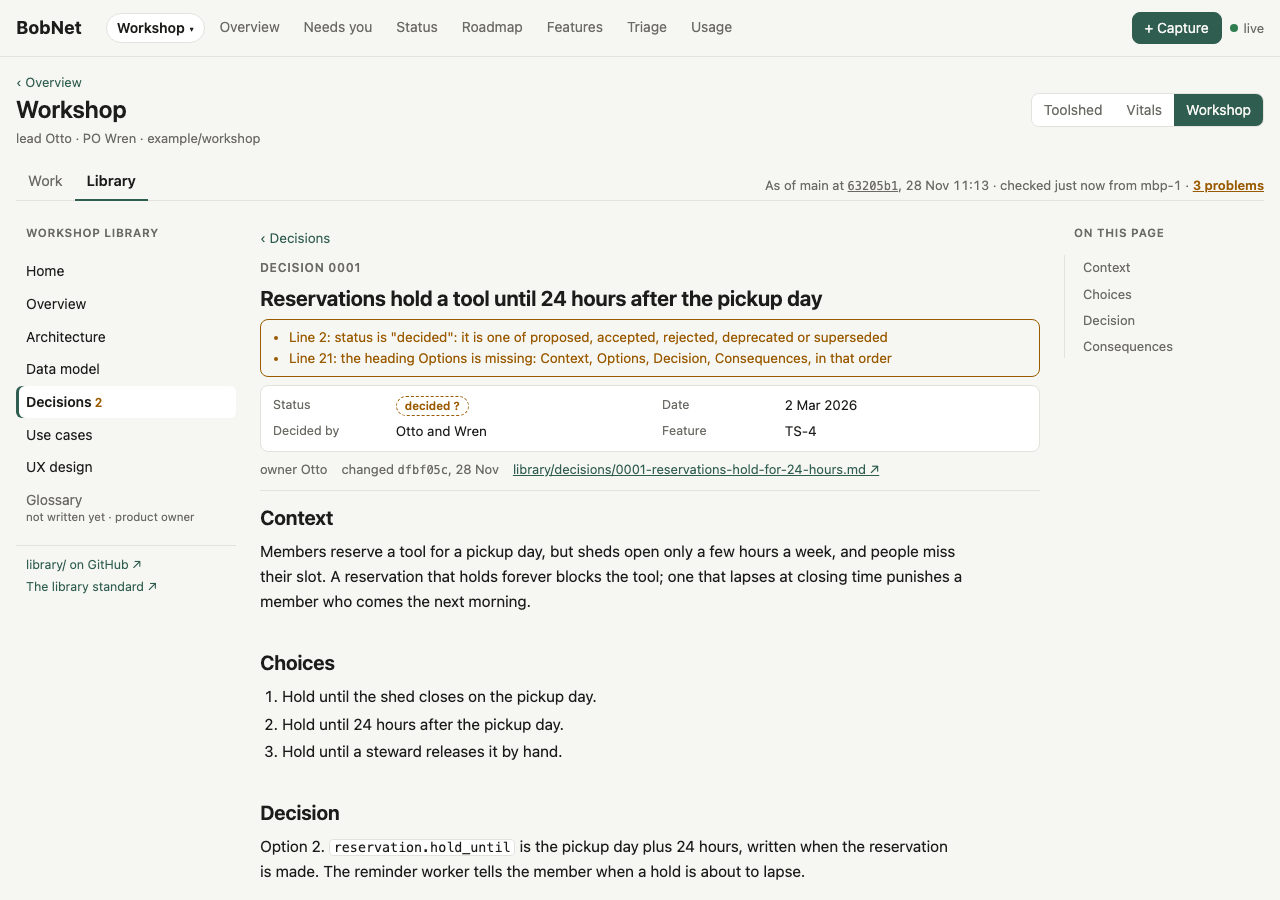 BobNet
Workshop ▾
Overview
Needs you
Status
Roadmap
Features
Triage
Usage
+ Capture
live
‹ Overview
Workshop
lead Otto · PO Wren · example/workshop
Toolshed
Vitals
Workshop
Work
Library
As of main at 63205b1, 28 Nov 11:13 · checked just now from mbp-1 · 3 problems
WORKSHOP LIBRARY
Home
Overview
Architecture
Data model
Decisions 2
Use cases
UX design
Glossary
not written yet · product owner
library/ on GitHub ↗
The library standard ↗
‹ Decisions
DECISION 0001
Reservations hold a tool until 24 hours after the pickup day
• Line 2: status is "decided": it is one of proposed, accepted, rejected, deprecated or superseded
• Line 21: the heading Options is missing: Context, Options, Decision, Consequences, in that order
Status decided ? Date 2 Mar 2026
Decided by Otto and Wren Feature TS-4
owner Otto changed dfbf05c, 28 Nov library/decisions/0001-reservations-hold-for-24-hours.md ↗
Context
Members reserve a tool for a pickup day, but sheds open only a few hours a week, and people miss
their slot. A reservation that holds forever blocks the tool; one that lapses at closing time punishes a
member who comes the next morning.
Choices
1. Hold until the shed closes on the pickup day.
2. Hold until 24 hours after the pickup day.
3. Hold until a steward releases it by hand.
Decision
Option 2. reservation.hold_until is the pickup day plus 24 hours, written when the reservation
is made. The reminder worker tells the member when a hold is about to lapse.
ON THIS PAGE
Context
Choices
Decision
Consequences